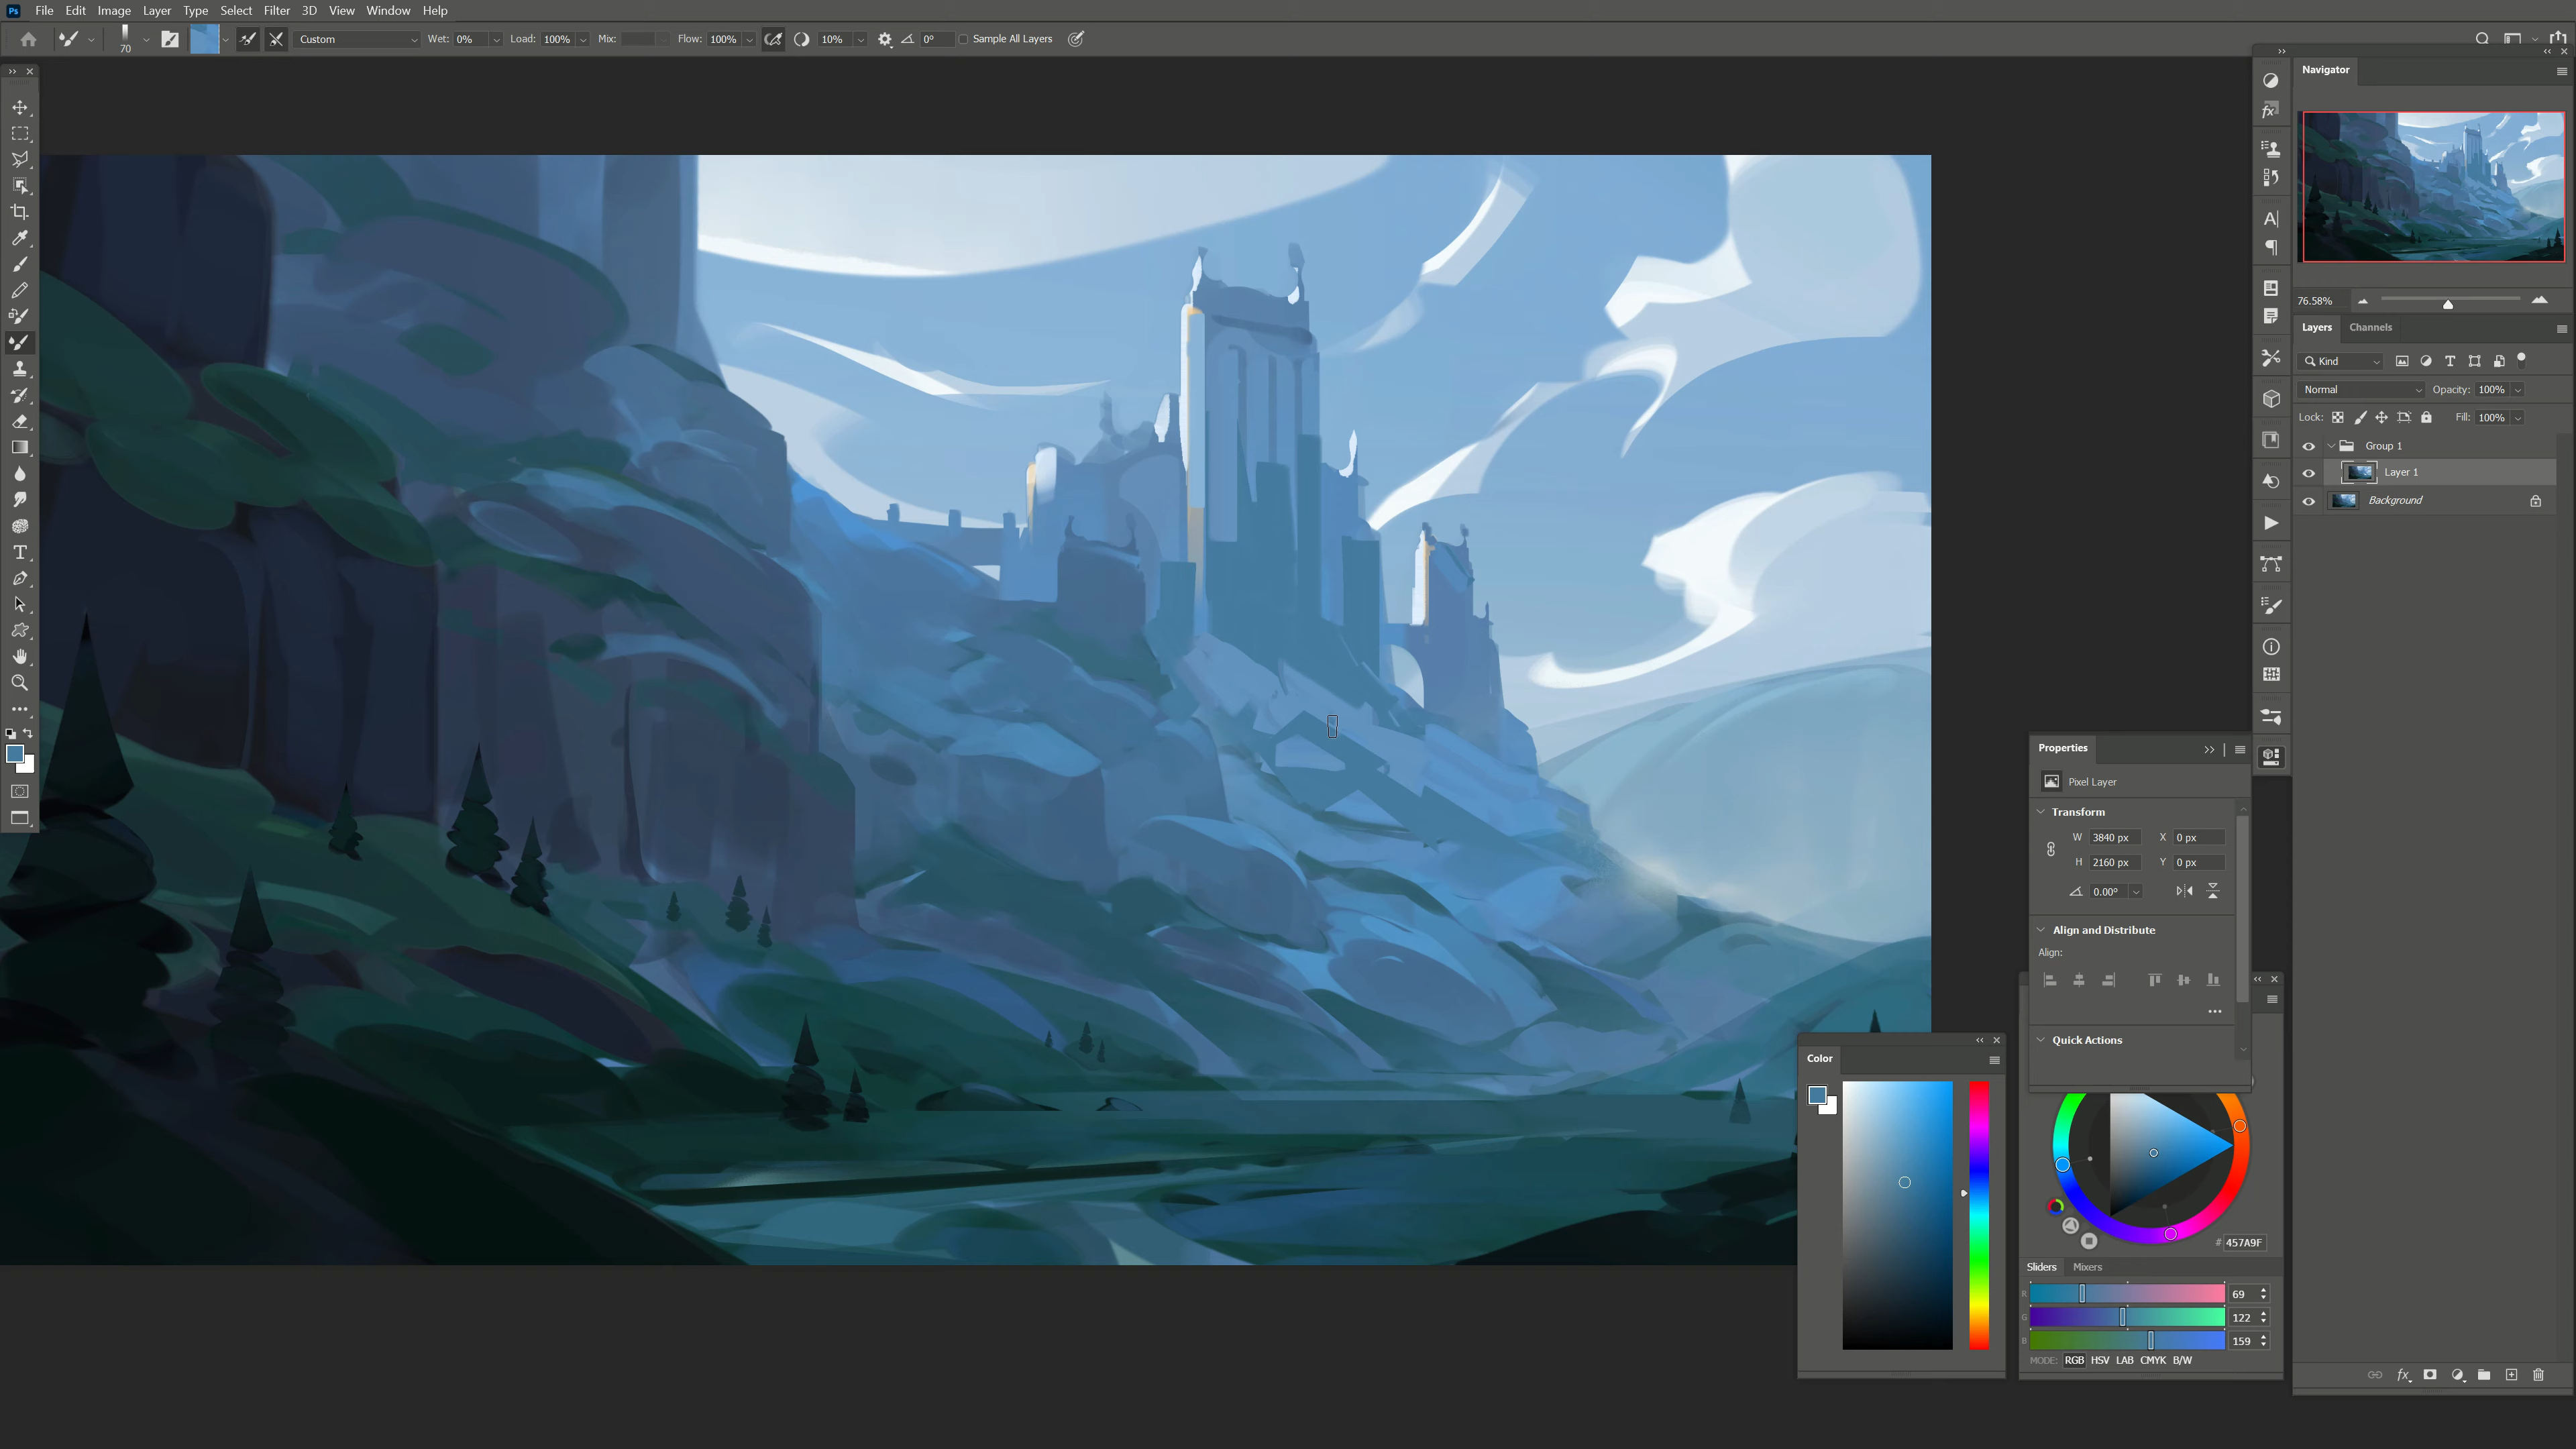 Ps File Edit Image Layer Type Select Filter 3D View Window Help
70 Custom Wet: 0% Load: 100% Mix: Flow: 100% 10% 0° Sample All Layers
Navigator
76.58%
Layers Channels
Kind
Normal Opacity: 100%
Lock: Fill: 100%
Group 1
Layer 1
Background
Properties
Pixel Layer
Transform
W 3840 px X 0 px
H 2160 px Y 0 px
0.00°
Align and Distribute
Align:
Quick Actions
Color
# 457A9F
Sliders Mixers
R 69
G 122
B 159
MODE: RGB HSV LAB CMYK B/W
fx